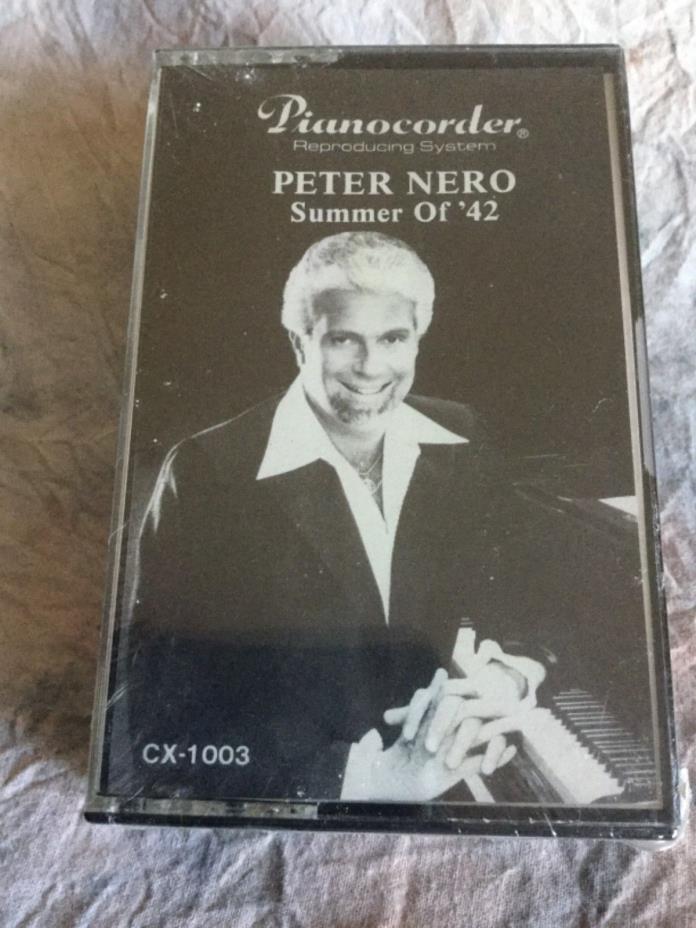 Pianocorder®
Reproducing System
PETER NERO
Summer Of '42
CX-1003